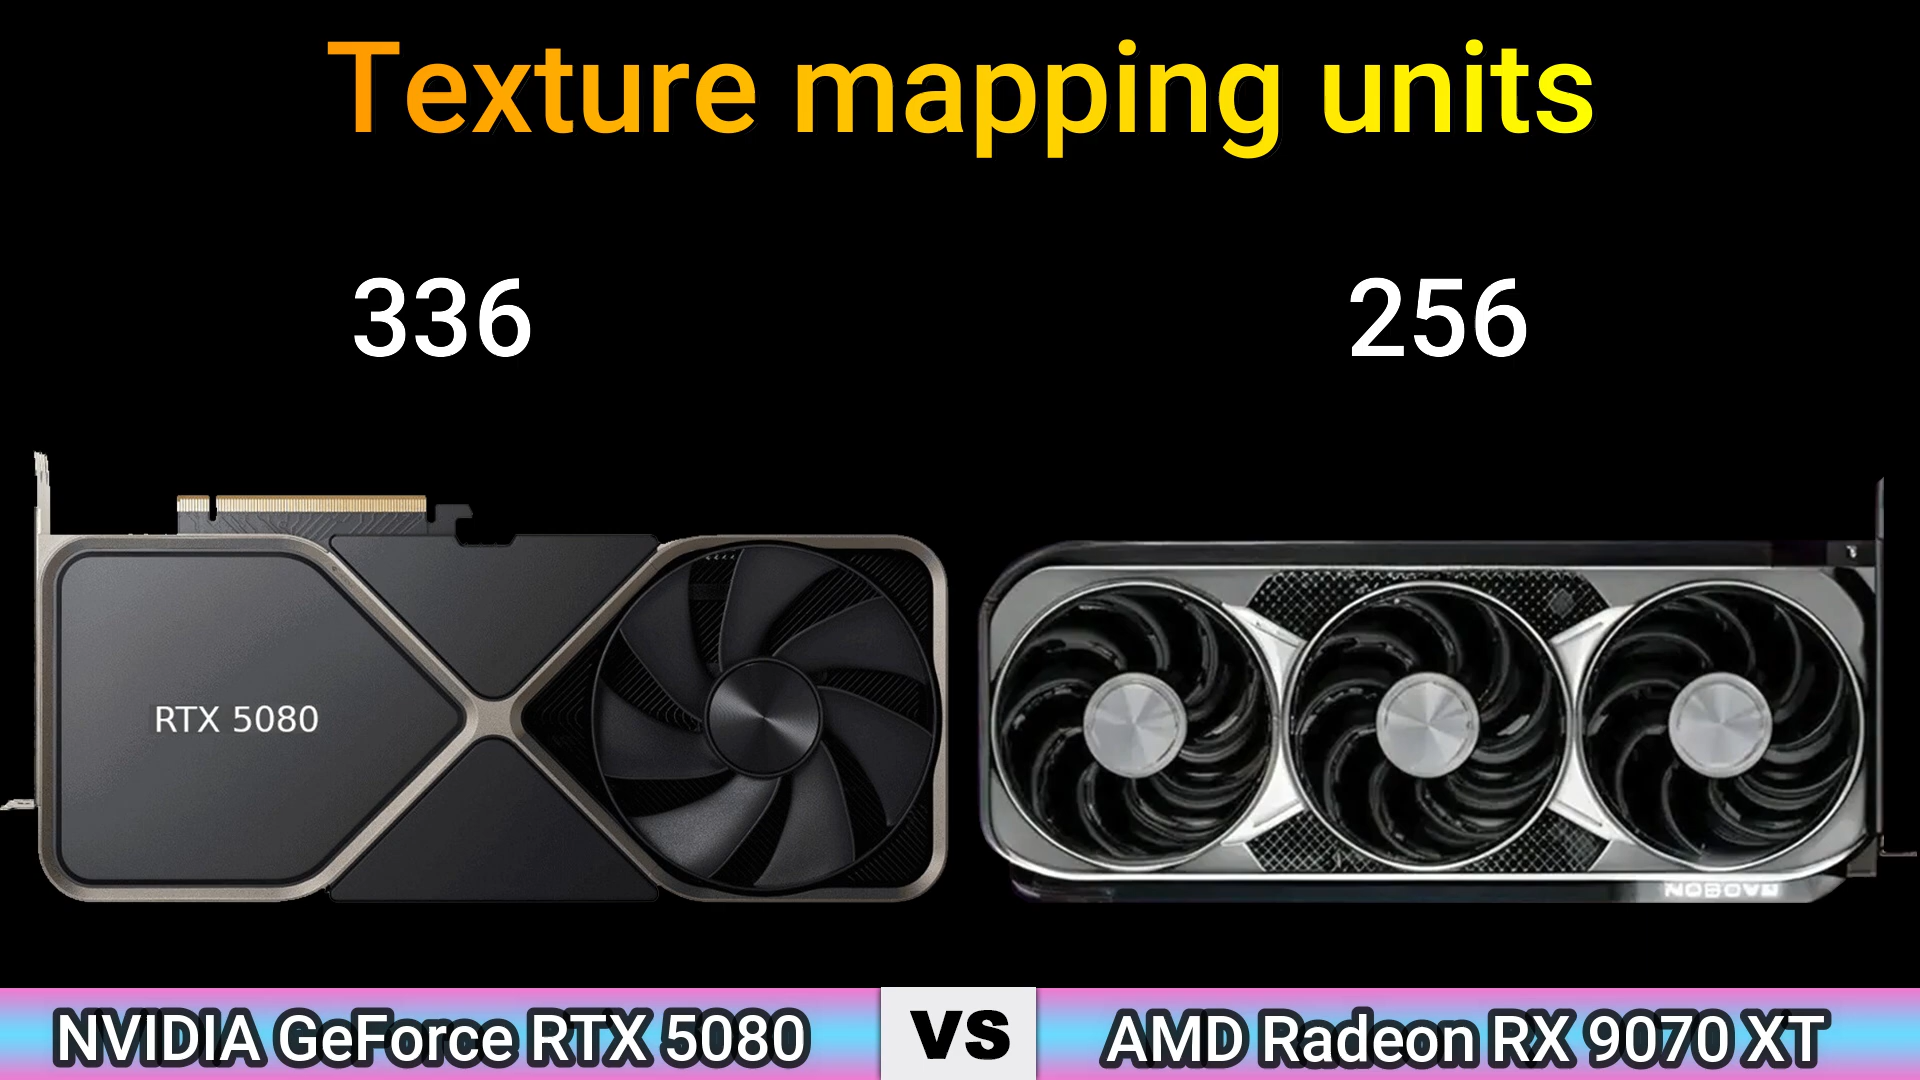 Texture mapping units
336 256
RTX 5080
NVIDIA GeForce RTX 5080 VS AMD Radeon RX 9070 XT